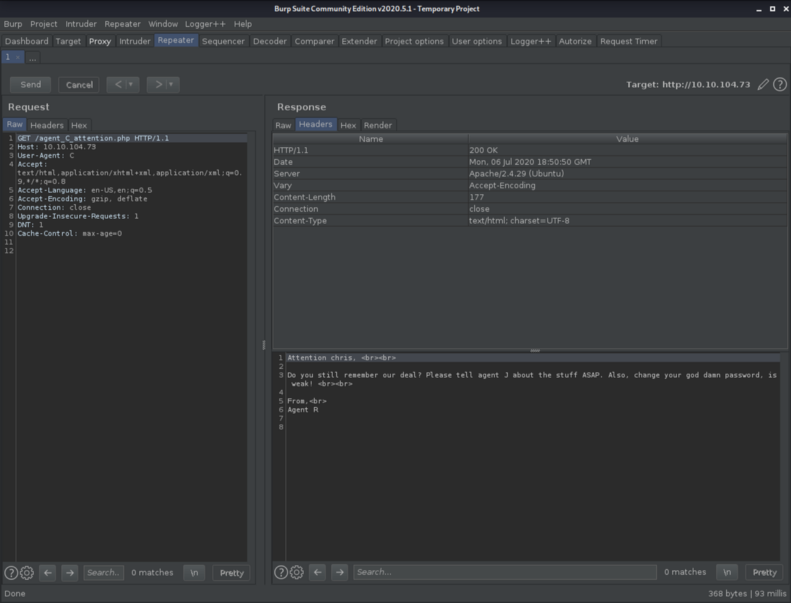 Burp Suite Community Edition v2020.5.1 - Temporary Project
Burp Project Intruder Repeater Window Logger++ Help
Dashboard Target Proxy Intruder Repeater Sequencer Decoder Comparer Extender Project options User options Logger++ Autorize Request Timer
1 ...
Send Cancel < > Target: http://10.10.104.73
Request
Raw Headers Hex
1 GET /agent_C_attention.php HTTP/1.1
2 Host: 10.10.104.73
3 User-Agent: C
4 Accept:
text/html,application/xhtml+xml,application/xml;q=0.
9,*/*;q=0.8
5 Accept-Language: en-US,en;q=0.5
6 Accept-Encoding: gzip, deflate
7 Connection: close
8 Upgrade-Insecure-Requests: 1
9 DNT: 1
10 Cache-Control: max-age=0
11
12
Search... 0 matches \n Pretty
Response
Raw Headers Hex Render
Name Value
HTTP/1.1 200 OK
Date Mon, 06 Jul 2020 18:50:50 GMT
Server Apache/2.4.29 (Ubuntu)
Vary Accept-Encoding
Content-Length 177
Connection close
Content-Type text/html; charset=UTF-8
1 Attention chris, <br><br>
2
3 Do you still remember our deal? Please tell agent J about the stuff ASAP. Also, change your god damn password, is
weak! <br><br>
4
5 From,<br>
6 Agent R
7
8
Search... 0 matches \n Pretty
Done 368 bytes | 93 millis